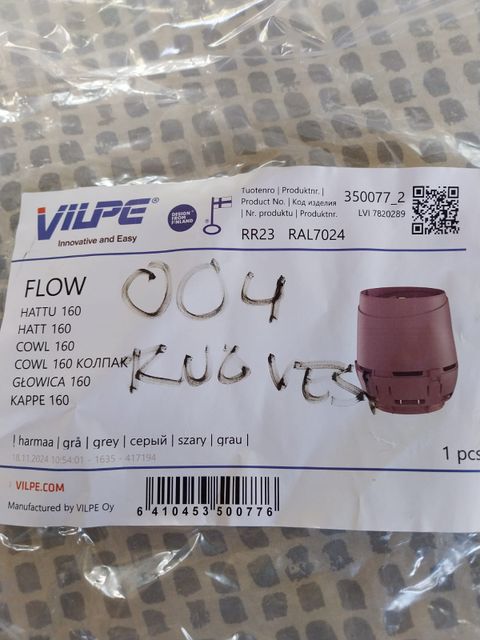 VILPE®
Innovative and Easy
DESIGN FROM FINLAND
Tuotenro | Produktnr. |
Product No. | Код изделия
| Nr. produktu | Produktnr.
350077_2
LVI 7820289
RR23 RAL7024
FLOW
HATTU 160
HATT 160
COWL 160
COWL 160 КОЛПАК
GŁOWICA 160
KAPPE 160
004
| harmaa | grå | grey | серый | szary | grau |
18.11.2024 10:54:01 - 1635 - 417194
1 pcs
VILPE.COM
Manufactured by VILPE Oy
6 410453 500776